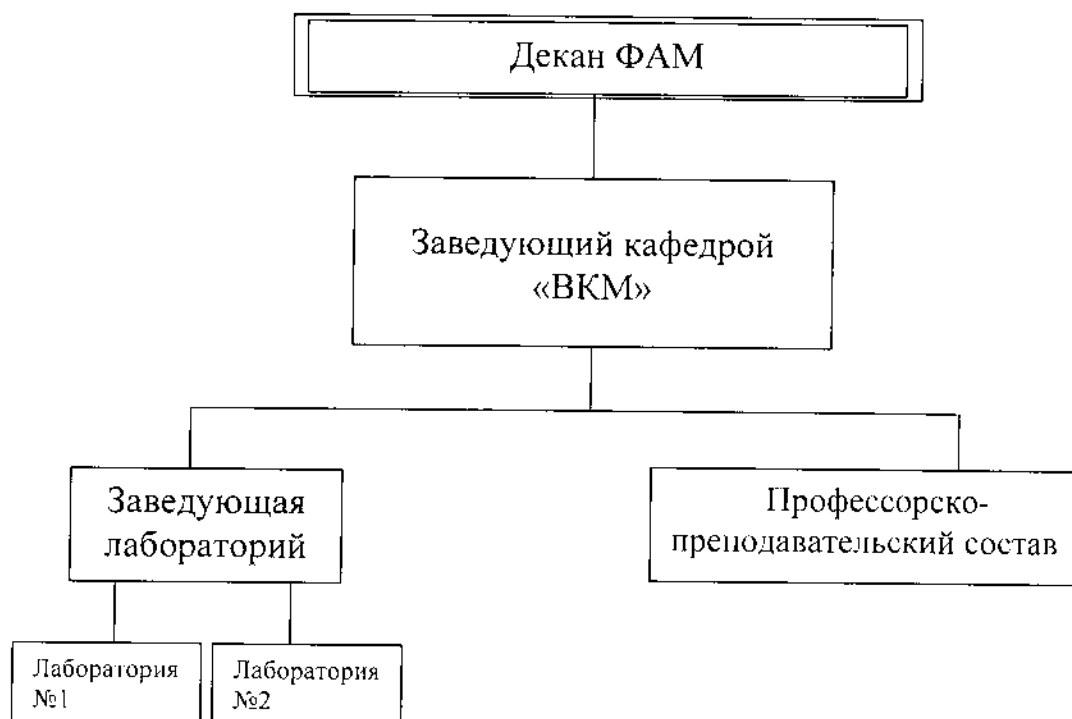 Декан ФАМ
Заведующий кафедрой
«ВКМ»
Заведующая
лабораторий
Профессорско-
преподавательский состав
Лаборатория
№1
Лаборатория
№2